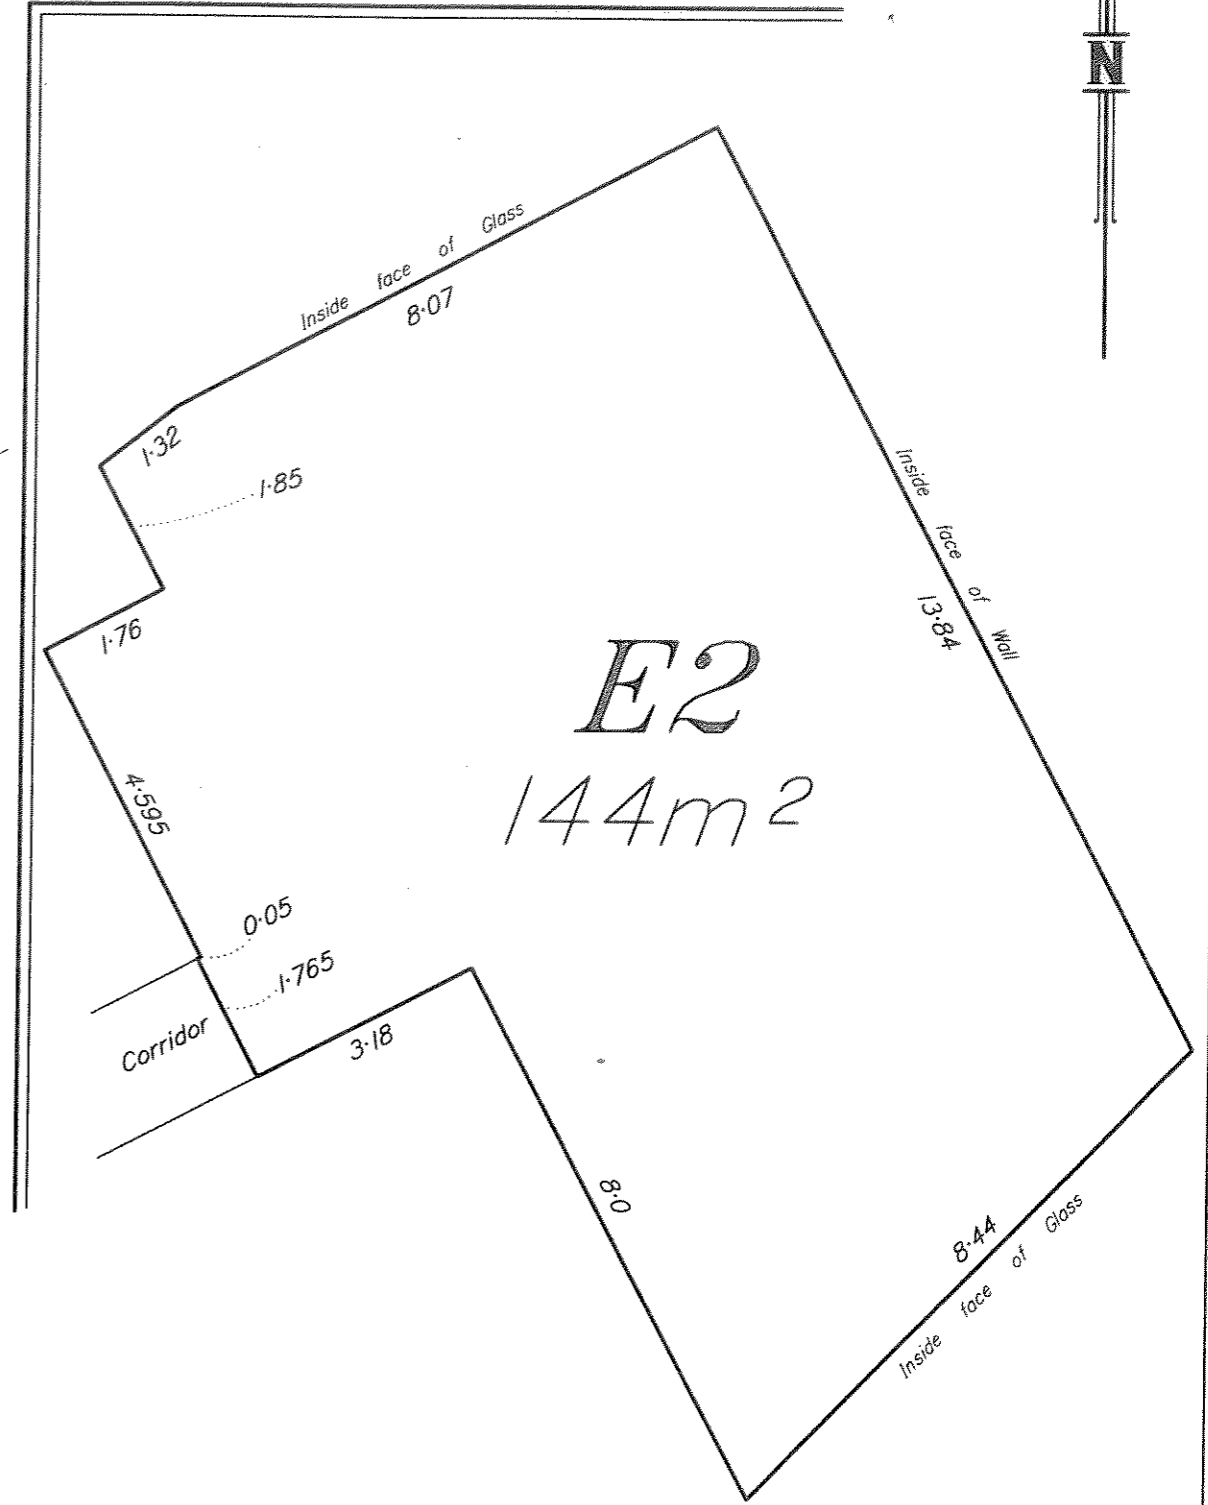 N
Inside face of Glass
8·07
1·32
1·85
Inside face of Wall
13·84
1·76
E2
144m²
4·595
0·05
1·765
Corridor
3·18
8·0
8·44
Inside face of Glass